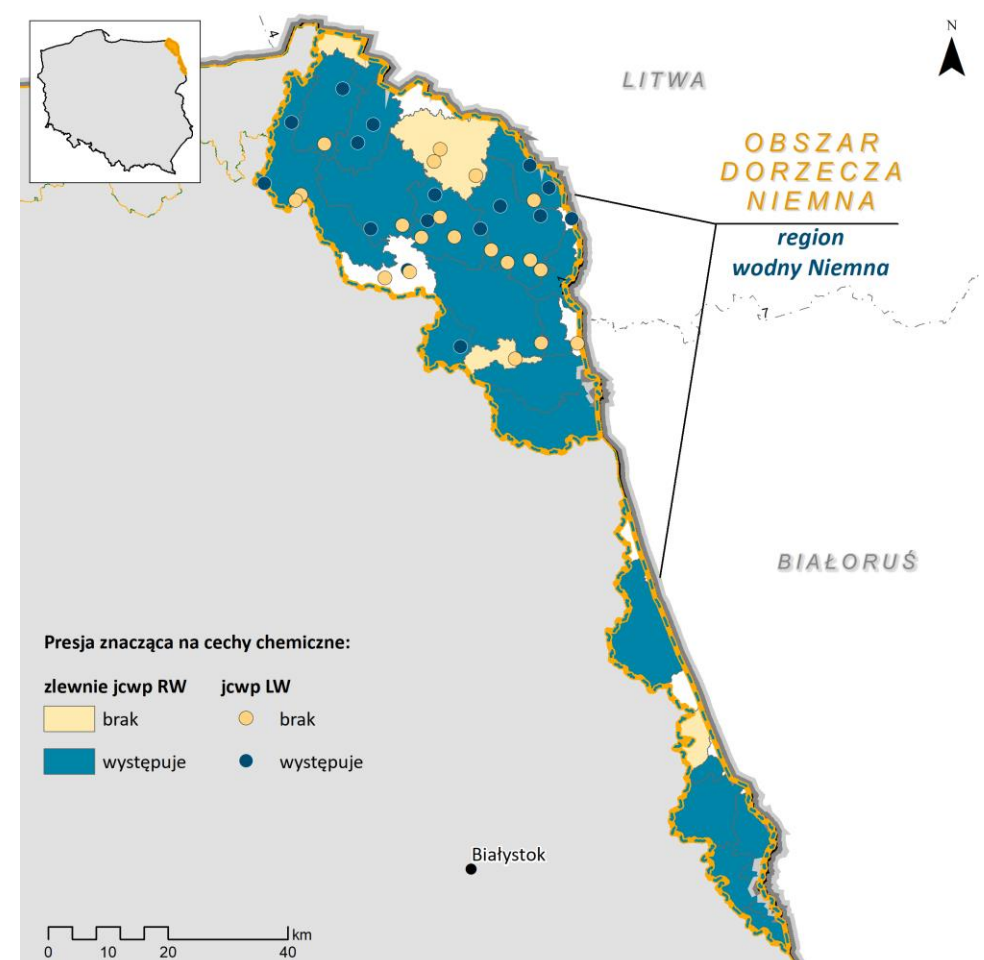 N
LITWA
OBSZAR
DORZECZA
NIEMNA
region
wodny Niemna
BIAŁORUŚ
Presja znacząca na cechy chemiczne:
zlewnie jcwp RW jcwp LW
brak brak
występuje występuje
Białystok
km
0 10 20 40